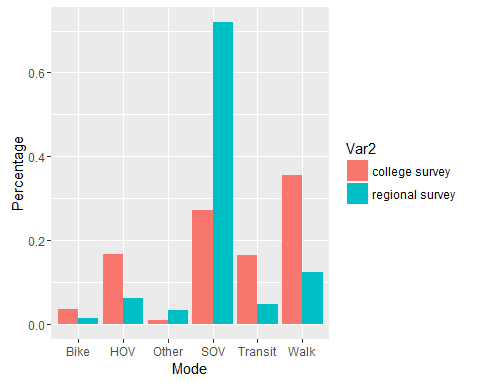 Percentage
0.6
0.4
0.2
0.0
Bike HOV Other SOV Transit Walk
Mode
Var2
college survey
regional survey